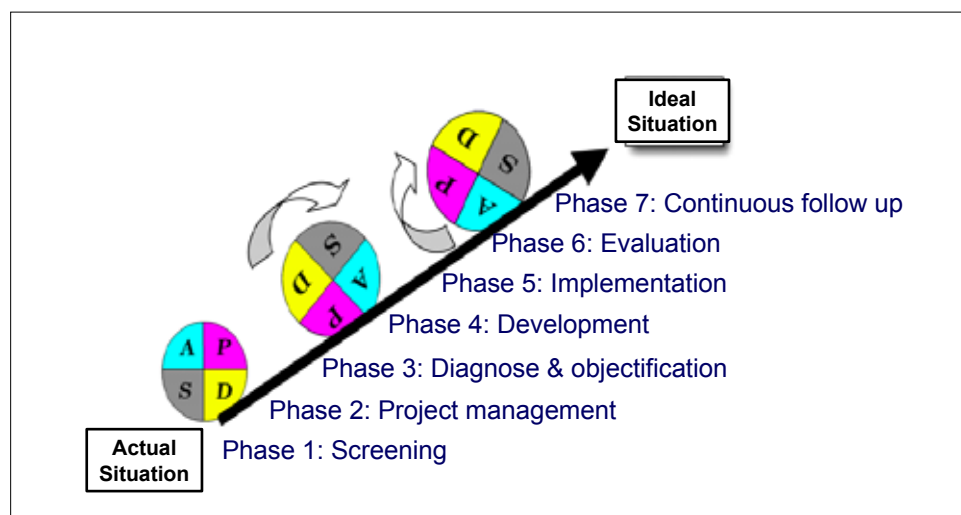 Ideal
Situation
D
S
P
A
Phase 7: Continuous follow up
Phase 6: Evaluation
S
D
A
P
Phase 5: Implementation
Phase 4: Development
A P
S D
Phase 3: Diagnose & objectification
Phase 2: Project management
Actual
Situation
Phase 1: Screening